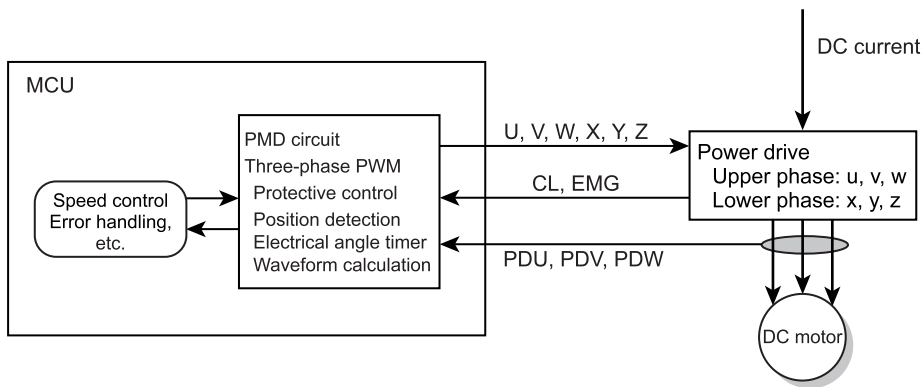 DC current
MCU
PMD circuit
Three-phase PWM
Protective control
Position detection
Electrical angle timer
Waveform calculation
Speed control
Error handling,
etc.
U, V, W, X, Y, Z
CL, EMG
PDU, PDV, PDW
Power drive
Upper phase: u, v, w
Lower phase: x, y, z
DC motor